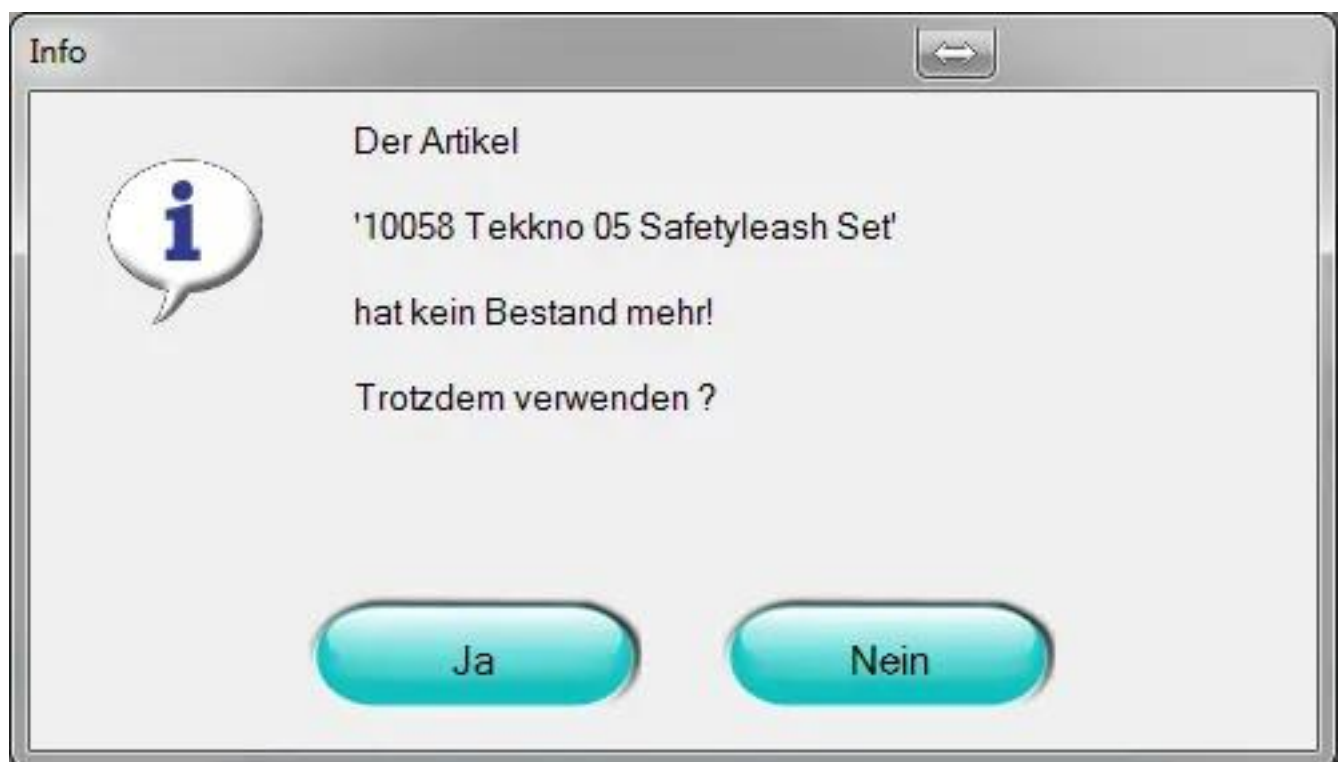 Info
Der Artikel
'10058 Tekkno 05 Safetyleash Set'
hat kein Bestand mehr!
Trotzdem verwenden ?
Ja
Nein